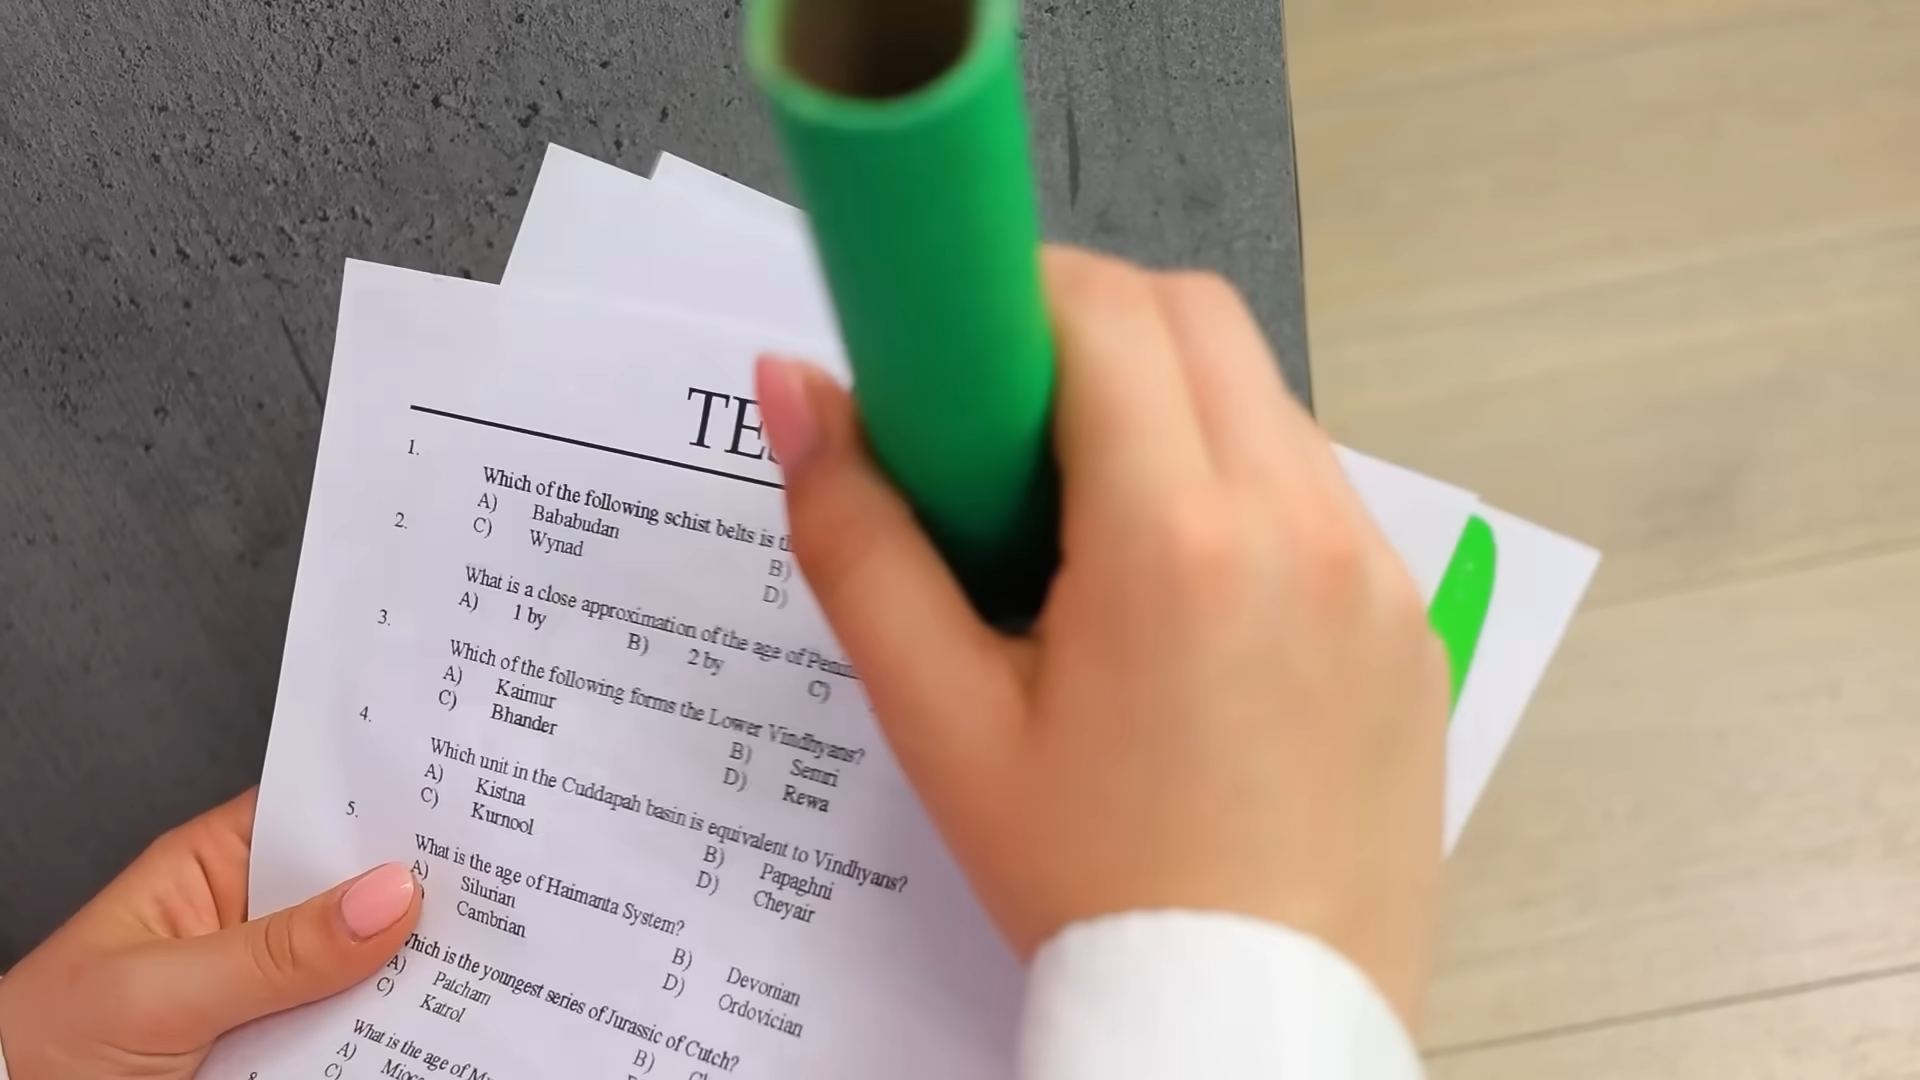 TES
1.
Which of the following schist belts is
A) Bababudan B)
C) Wynad D)
2.
What is a close approximation of the age of
A) 1 by B) 2 by C)
3.
Which of the following forms the Lower Vindhyans?
A) Kaimur B) Semri
C) Bhander D) Rewa
4.
Which unit in the Cuddapah basin is equivalent to Vindhyans?
A) Kistna B) Papaghni
C) Kurnool D) Cheyair
5.
What is the age of Haimanta System?
A) Silurian B) Devonian
Cambrian D) Ordovician
Which is the youngest series of Jurassic of Cutch?
A) Patcham B)
C) Katrol
What is the age of
A)
C)
8